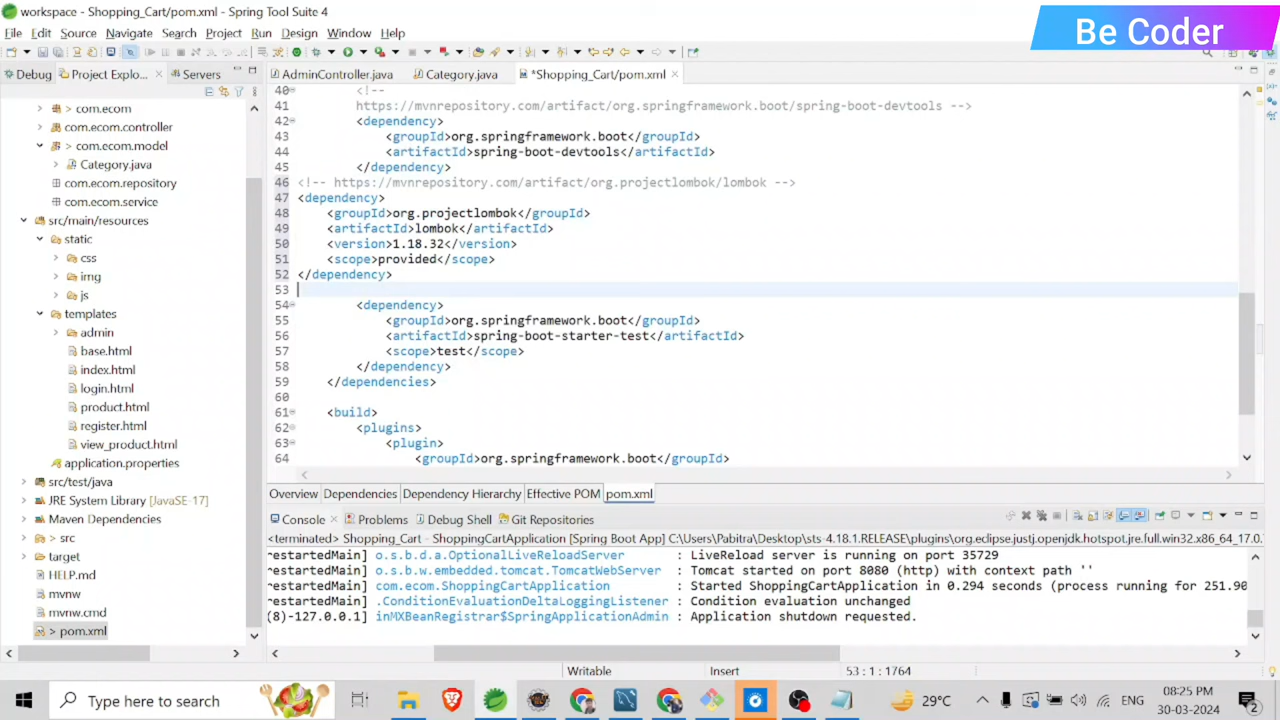 workspace - Shopping_Cart/pom.xml - Spring Tool Suite 4
Be Coder
File Edit Source Navigate Search Project Run Design Window Help
Debug Project Explo... Servers
AdminController.java Category.java *Shopping_Cart/pom.xml
> com.ecom
com.ecom.controller
> com.ecom.model
> Category.java
com.ecom.repository
com.ecom.service
src/main/resources
static
css
img
js
templates
admin
base.html
index.html
login.html
product.html
register.html
view_product.html
application.properties
src/test/java
JRE System Library [JavaSE-17]
Maven Dependencies
> src
target
HELP.md
mvnw
mvnw.cmd
> pom.xml
40 <!--
41 https://mvnrepository.com/artifact/org.springframework.boot/spring-boot-devtools -->
42 <dependency>
43 <groupId>org.springframework.boot</groupId>
44 <artifactId>spring-boot-devtools</artifactId>
45 </dependency>
46 <!-- https://mvnrepository.com/artifact/org.projectlombok/lombok -->
47 <dependency>
48 <groupId>org.projectlombok</groupId>
49 <artifactId>lombok</artifactId>
50 <version>1.18.32</version>
51 <scope>provided</scope>
52 </dependency>
53
54 <dependency>
55 <groupId>org.springframework.boot</groupId>
56 <artifactId>spring-boot-starter-test</artifactId>
57 <scope>test</scope>
58 </dependency>
59 </dependencies>
60
61 <build>
62 <plugins>
63 <plugin>
64 <groupId>org.springframework.boot</groupId>
Overview Dependencies Dependency Hierarchy Effective POM pom.xml
Console Problems Debug Shell Git Repositories
<terminated> Shopping_Cart - ShoppingCartApplication [Spring Boot App] C:\Users\Pabitra\Desktop\sts-4.18.1.RELEASE\plugins\org.eclipse.justj.openjdk.hotspot.jre.full.win32.x86_64_17.0.
restartedMain] o.s.b.d.a.OptionalLiveReloadServer : LiveReload server is running on port 35729
restartedMain] o.s.b.w.embedded.tomcat.TomcatWebServer : Tomcat started on port 8080 (http) with context path ''
restartedMain] com.ecom.ShoppingCartApplication : Started ShoppingCartApplication in 0.294 seconds (process running for 251.90
restartedMain] .ConditionEvaluationDeltaLoggingListener : Condition evaluation unchanged
(8)-127.0.0.1] inMXBeanRegistrar$SpringApplicationAdmin : Application shutdown requested.
Writable Insert 53 : 1 : 1764
Type here to search
29°C ENG
08:25 PM
30-03-2024
2